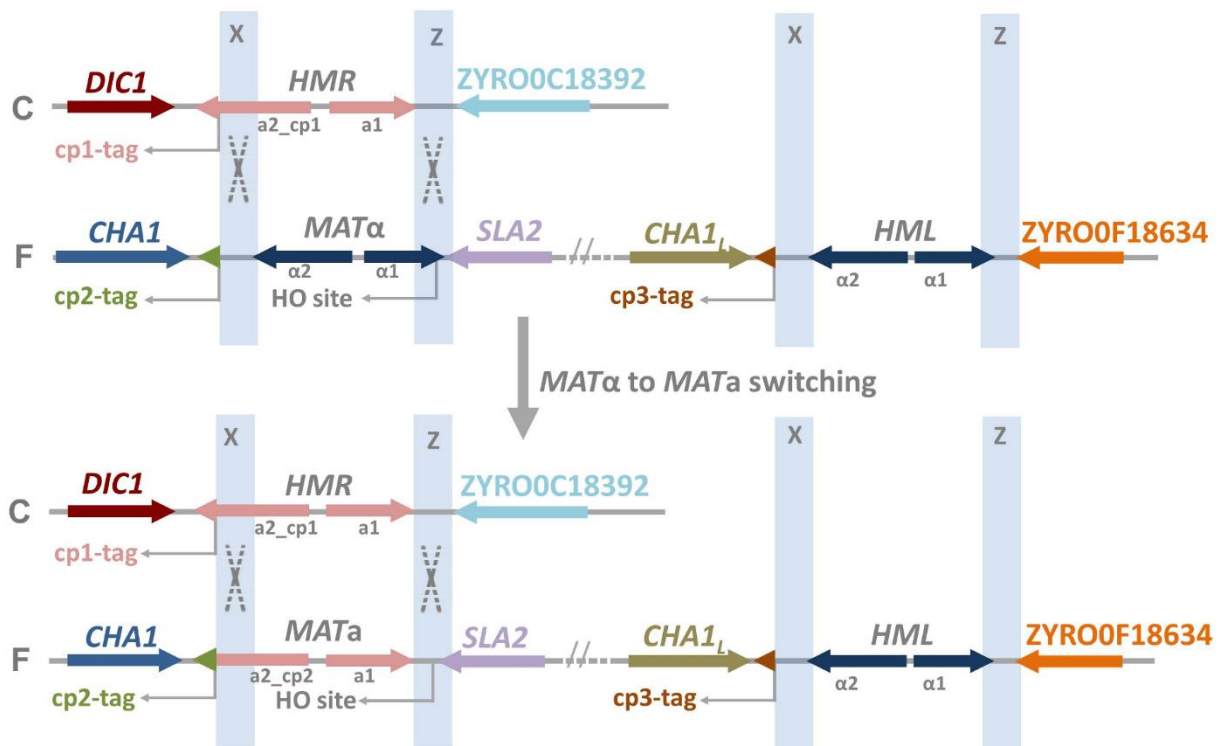 X Z X Z
DIC1 HMR ZYRO0C18392
C
a2_cp1 a1
cp1-tag
CHA1 MATα SLA2 CHA1L HML ZYRO0F18634
F //
α2 α1 α2 α1
cp2-tag HO site cp3-tag
MATα to MATa switching
X Z X Z
DIC1 HMR ZYRO0C18392
C
a2_cp1 a1
cp1-tag
CHA1 MATa SLA2 CHA1L HML ZYRO0F18634
F //
a2_cp2 a1 α2 α1
cp2-tag HO site cp3-tag